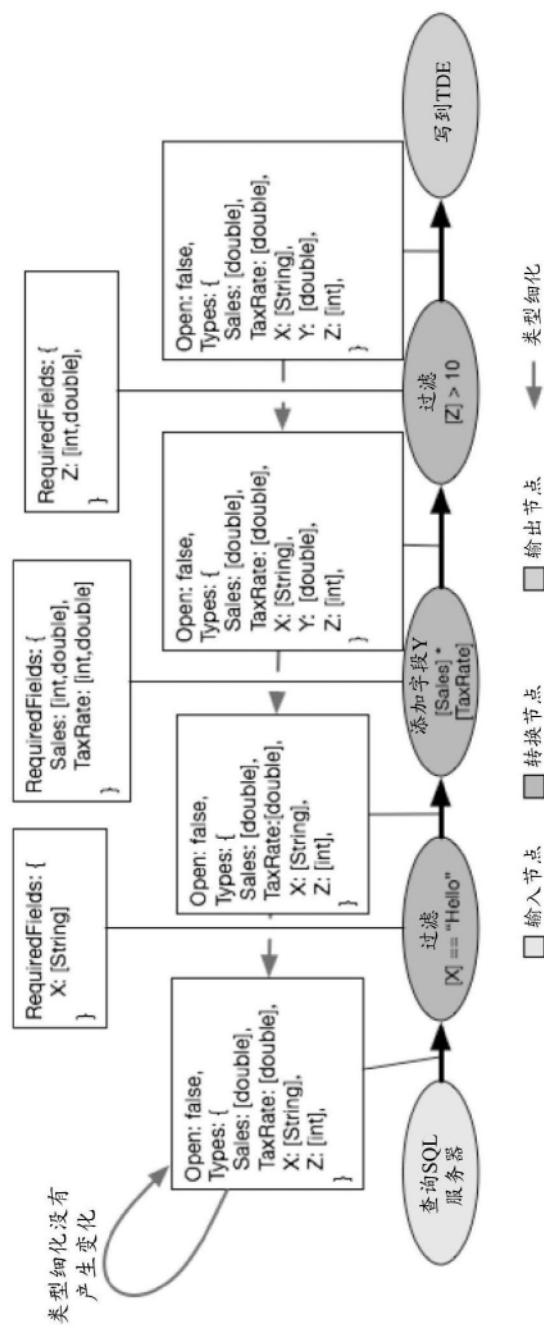 类型细化没有
产生变化
RequiredFields: {
X: [String]
}
RequiredFields: {
Sales: [int,double],
TaxRate: [int,double]
}
RequiredFields: {
Z: [int,double],
}
Open: false,
Types: {
Sales: [double],
TaxRate: [double],
X: [String],
Z: [int],
}
Open: false,
Types: {
Sales: [double],
TaxRate:[double],
X: [String],
Z: [int],
}
Open: false,
Types: {
Sales: [double],
TaxRate: [double],
X: [String],
Y: [double],
Z: [int],
}
Open: false,
Types: {
Sales: [double],
TaxRate: [double],
X: [String],
Y: [double],
Z: [int],
}
查询SQL
服务器
过滤
[X] == "Hello"
添加字段Y
[Sales] *
[TaxRate]
过滤
[Z] > 10
写到TDE
输入节点
转换节点
输出节点
类型细化